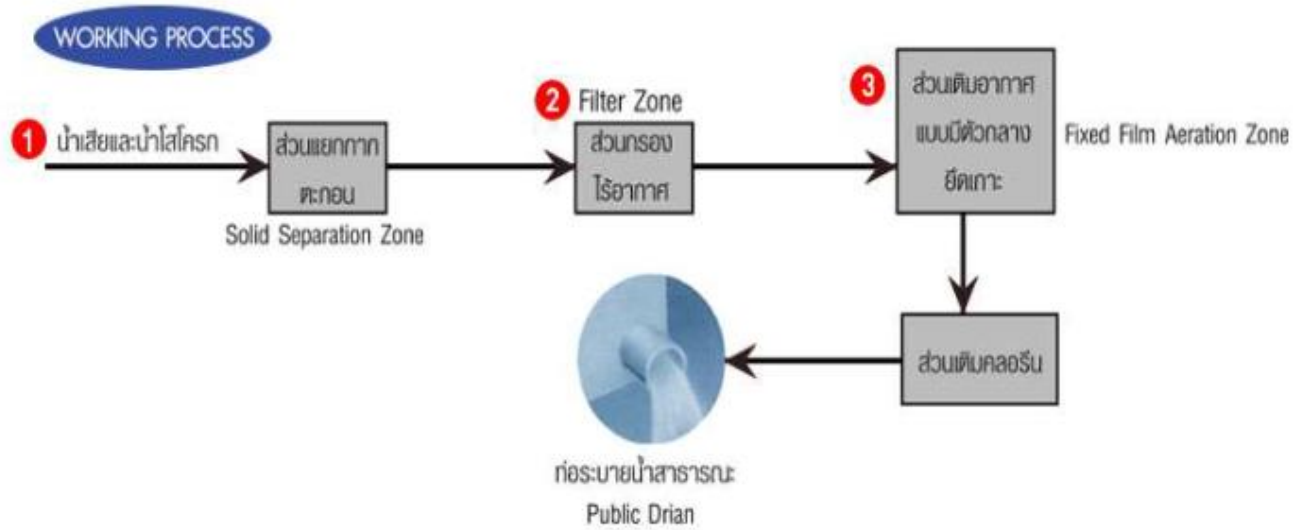 WORKING PROCESS
1 น้ำเสียและน้ำโสโครก
ส่วนแยกกาก
ตะกอน
Solid Separation Zone
2 Filter Zone
ส่วนกรอง
ไร้อากาศ
3
ส่วนเติมอากาศ
แบบมีตัวกลาง
ยึดเกาะ
Fixed Film Aeration Zone
ส่วนเติมคลอรีน
ท่อระบายน้ำสาธารณะ
Public Drian